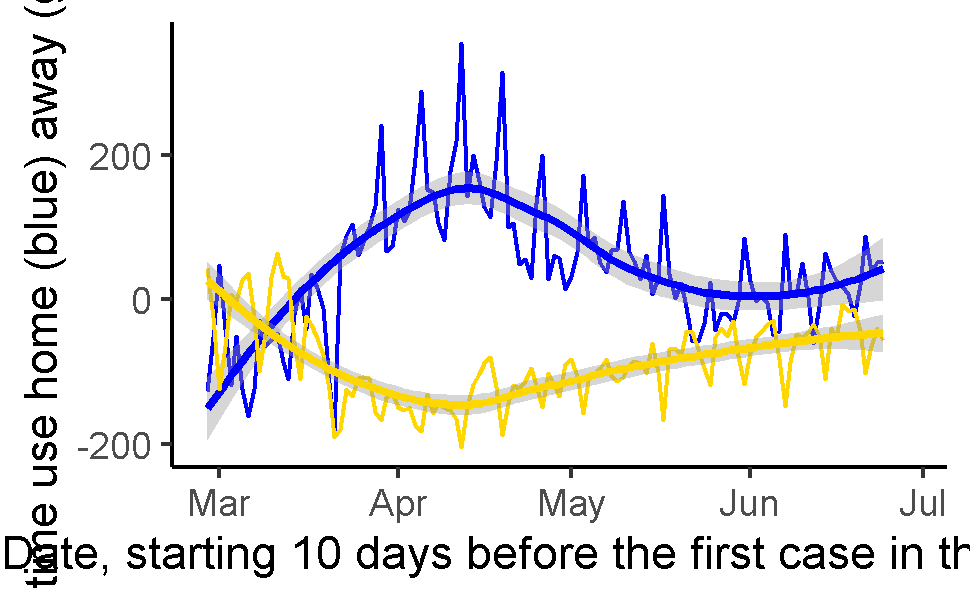 time use home (blue) away (
200
0
-200
Mar Apr May Jun Jul
Date, starting 10 days before the first case in th